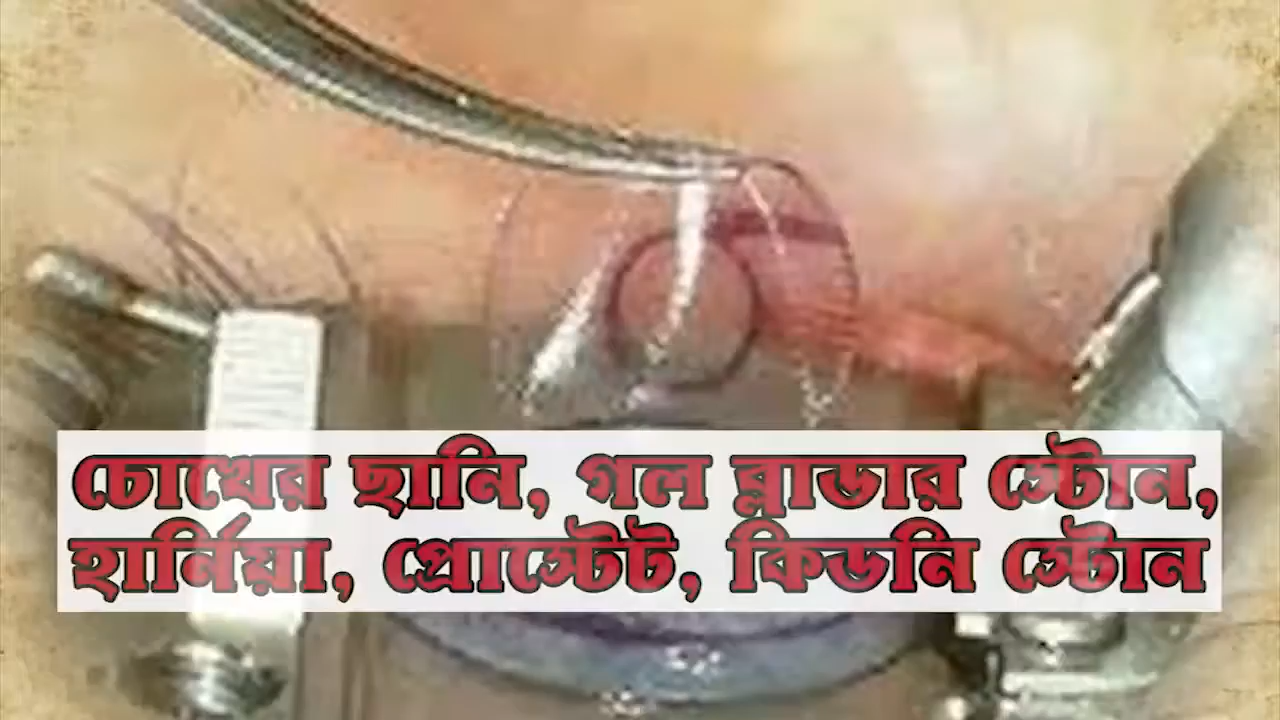 চোখের ছানি, গল ব্লাডার স্টোন,
হার্নিয়া, প্রোস্টেট, কিডনি স্টোন